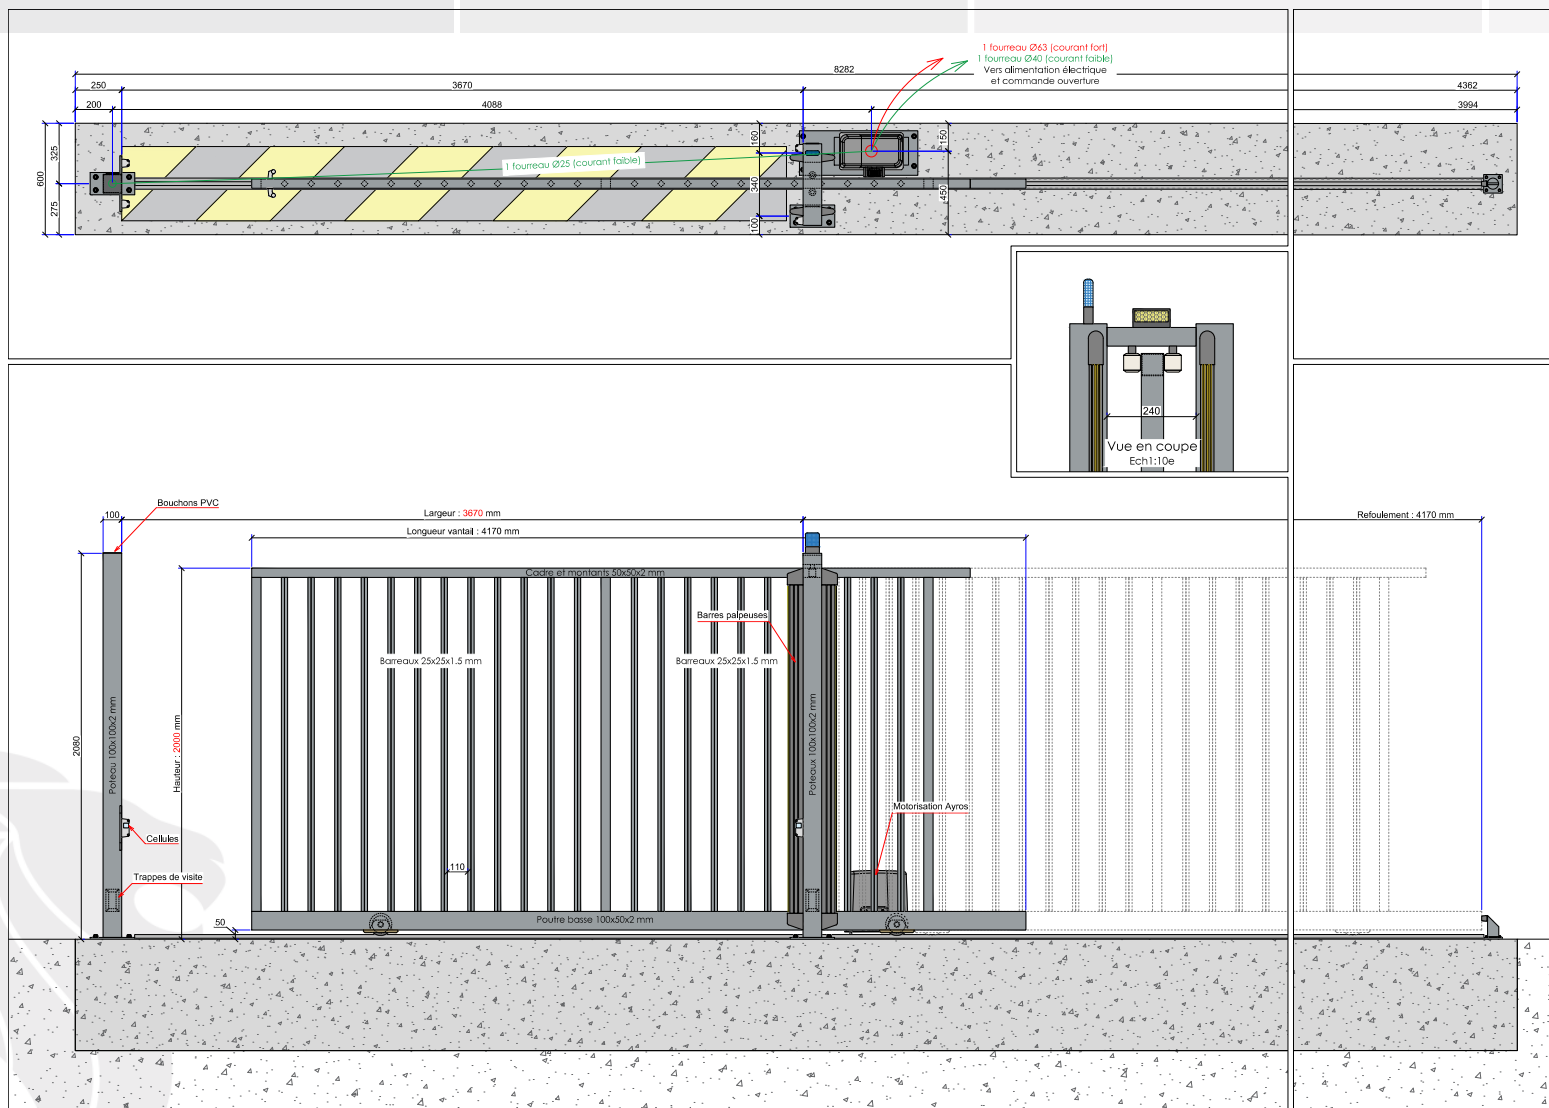 1 fourreau Ø63 (courant fort)
1 fourreau Ø40 (courant faible)
Vers alimentation électrique
et commande ouverture
8282
250
3670
4362
200
4088
3994
600
325
275
160
340
100
150
450
1 fourreau Ø25 (courant faible)
240
Vue en coupe
Ech1:10e
Bouchons PVC
100
Largeur : 3670 mm
Refoulement : 4170 mm
Longueur vantail : 4170 mm
Cadre et montants 50x50x2 mm
Barres palpeuses
Barreaux 25x25x1.5 mm
Barreaux 25x25x1.5 mm
Poteau 100x100x2 mm
Poteaux 100x100x2 mm
2080
Hauteur : 2000 mm
Motorisation Ayros
Cellules
110
Trappes de visite
50
Poutre basse 100x50x2 mm